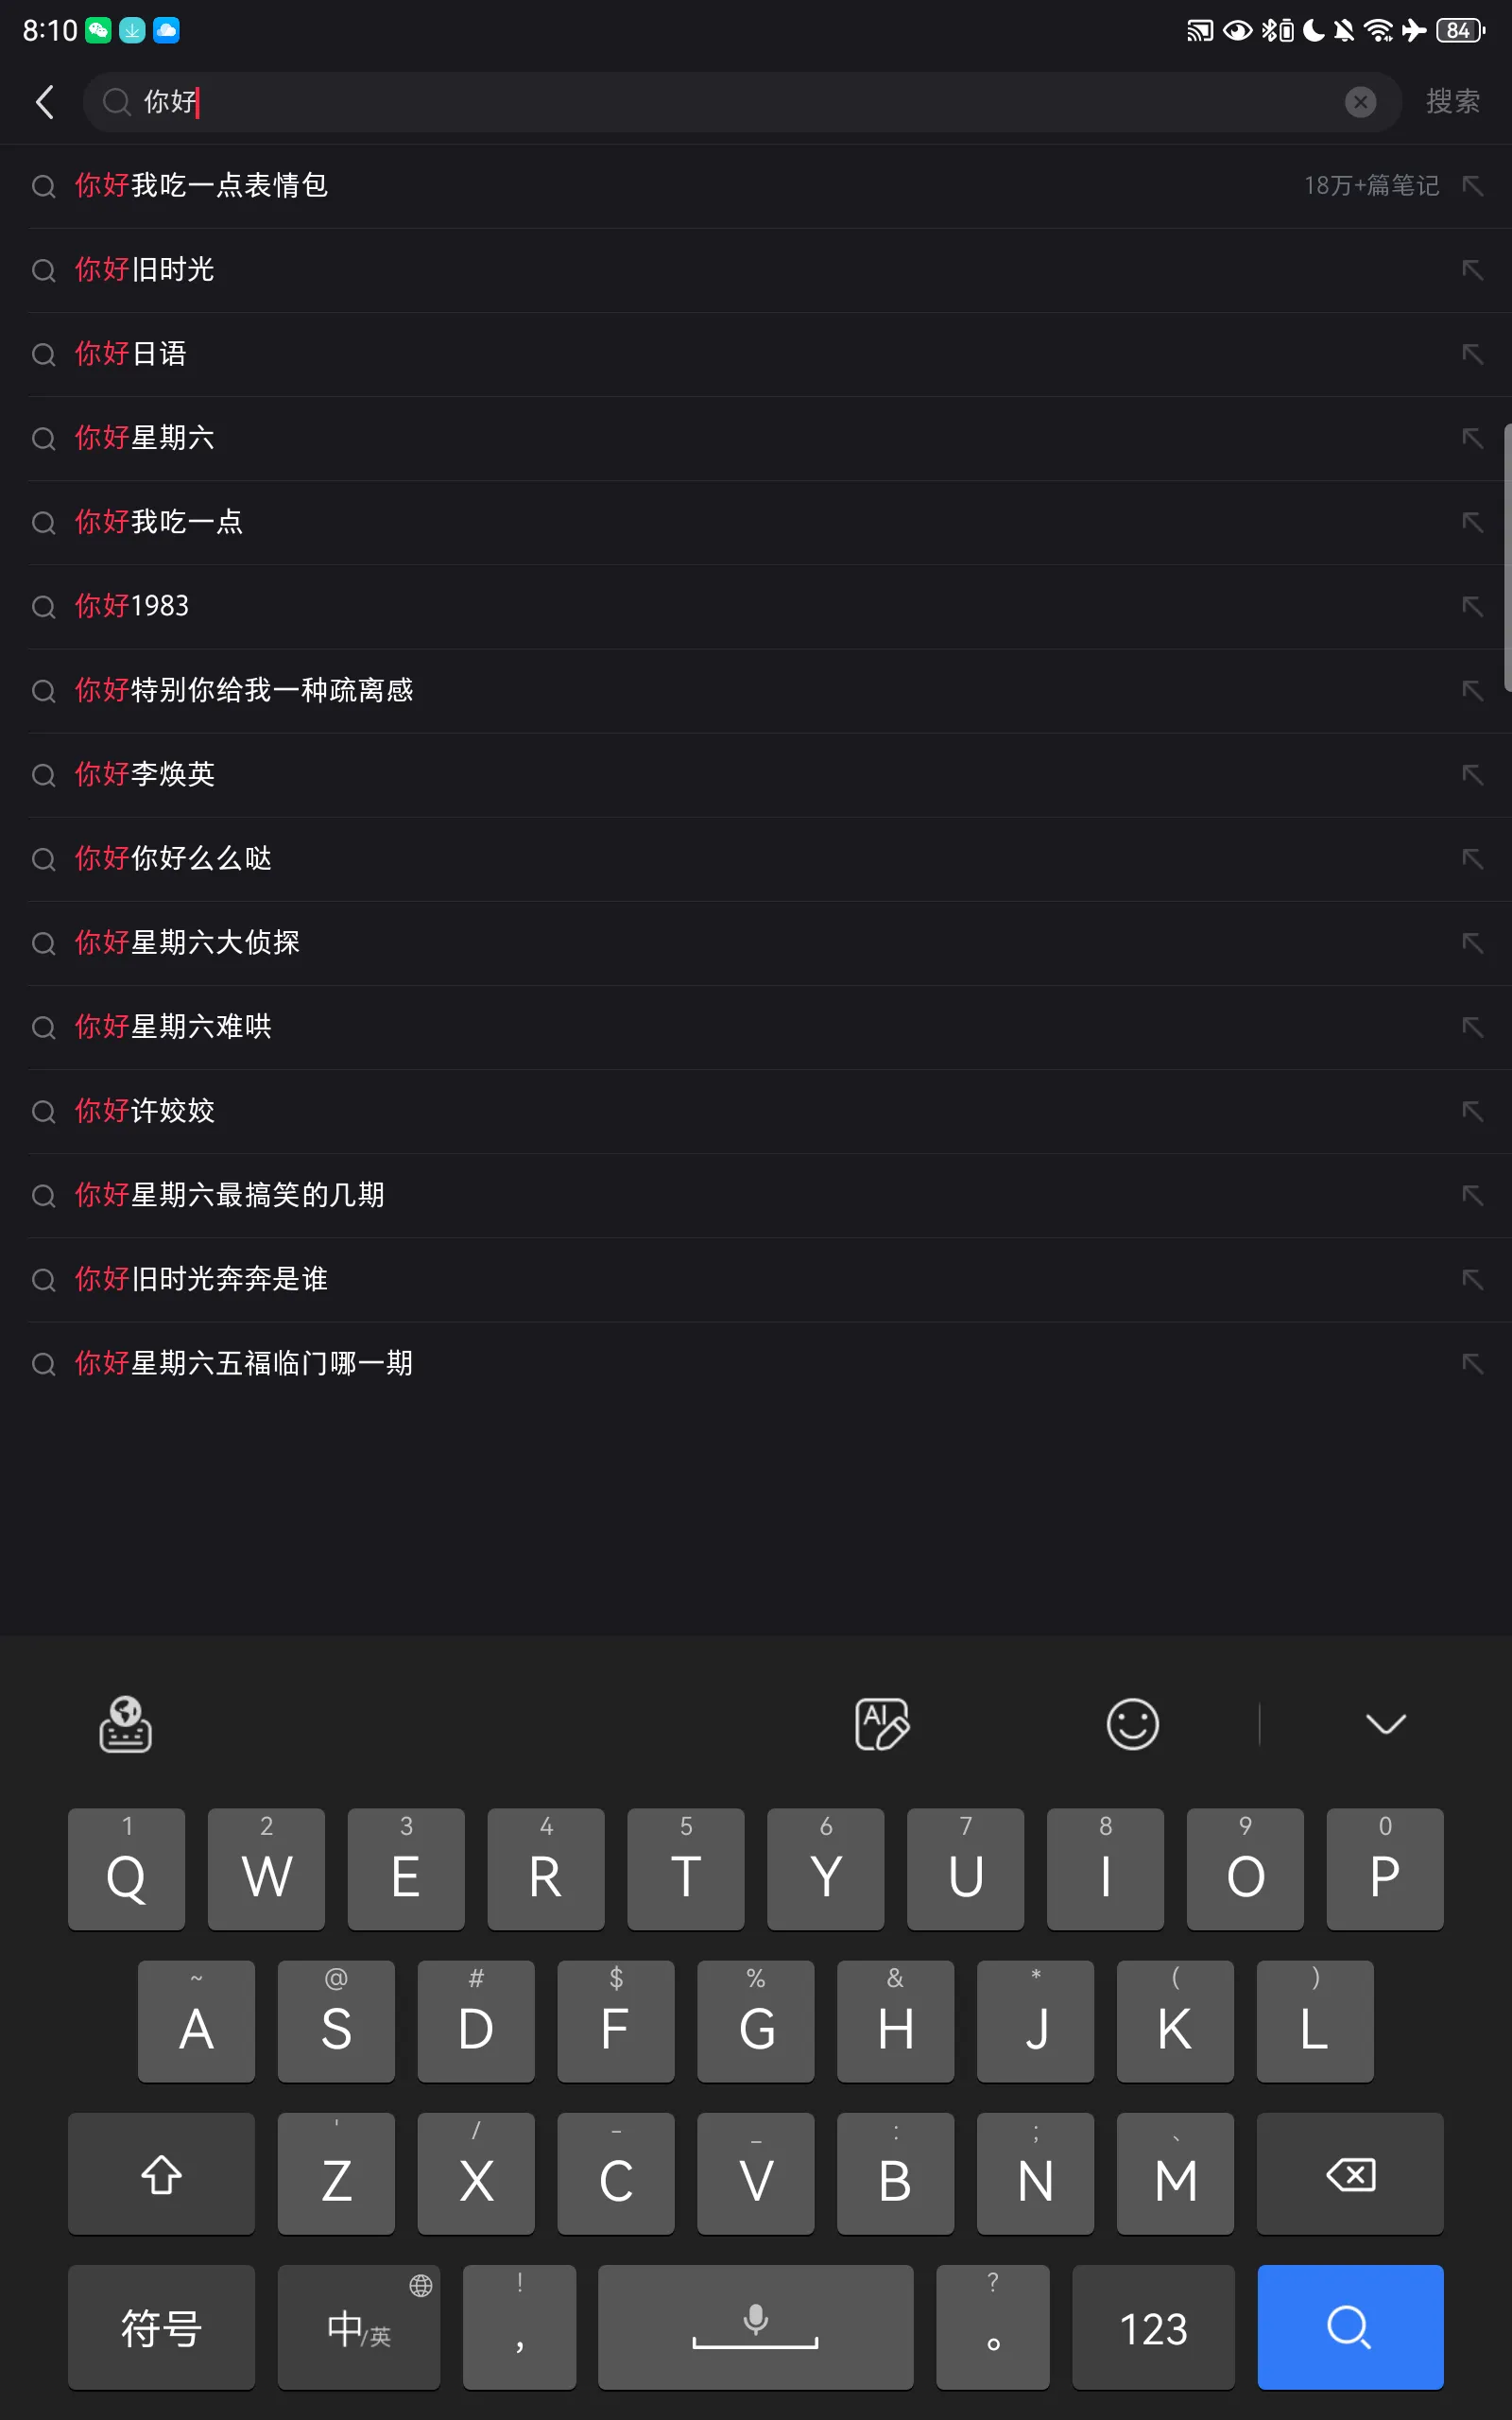 8:10 84
你好 搜索
你好我吃一点表情包 18万+篇笔记
你好旧时光
你好日语
你好星期六
你好我吃一点
你好1983
你好特别你给我一种疏离感
你好李焕英
你好你好么么哒
你好星期六大侦探
你好星期六难哄
你好许姣姣
你好星期六最搞笑的几期
你好旧时光奔奔是谁
你好星期六五福临门哪一期
AI
1 2 3 4 5 6 7 8 9 0
Q W E R T Y U I O P
~ @ # $ % & * ( )
A S D F G H J K L
' / - _ : ; 、
Z X C V B N M
! ?
符号 中/英 , 。 123